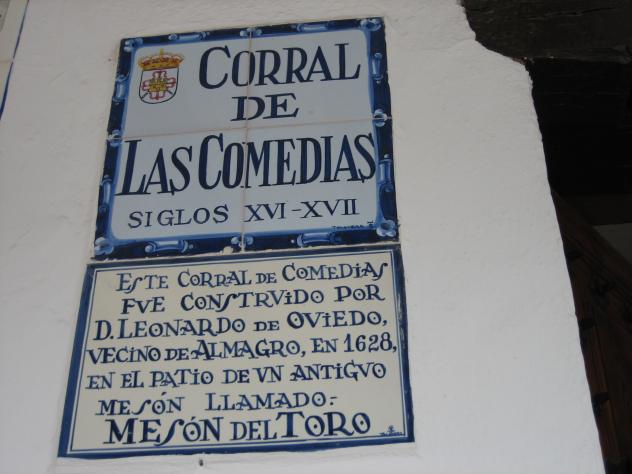 CORRAL
DE
LAS COMEDIAS
SIGLOS XVI-XVII
ESTE CORRAL DE COMEDIAS
FVE CONSTRVIDO POR
D. LEONARDO DE OVIEDO,
VECINO DE ALMAGRO, EN 1628,
EN EL PATIO DE VN ANTIGVO
MESÓN LLAMADO.-
MESÓN DEL TORO